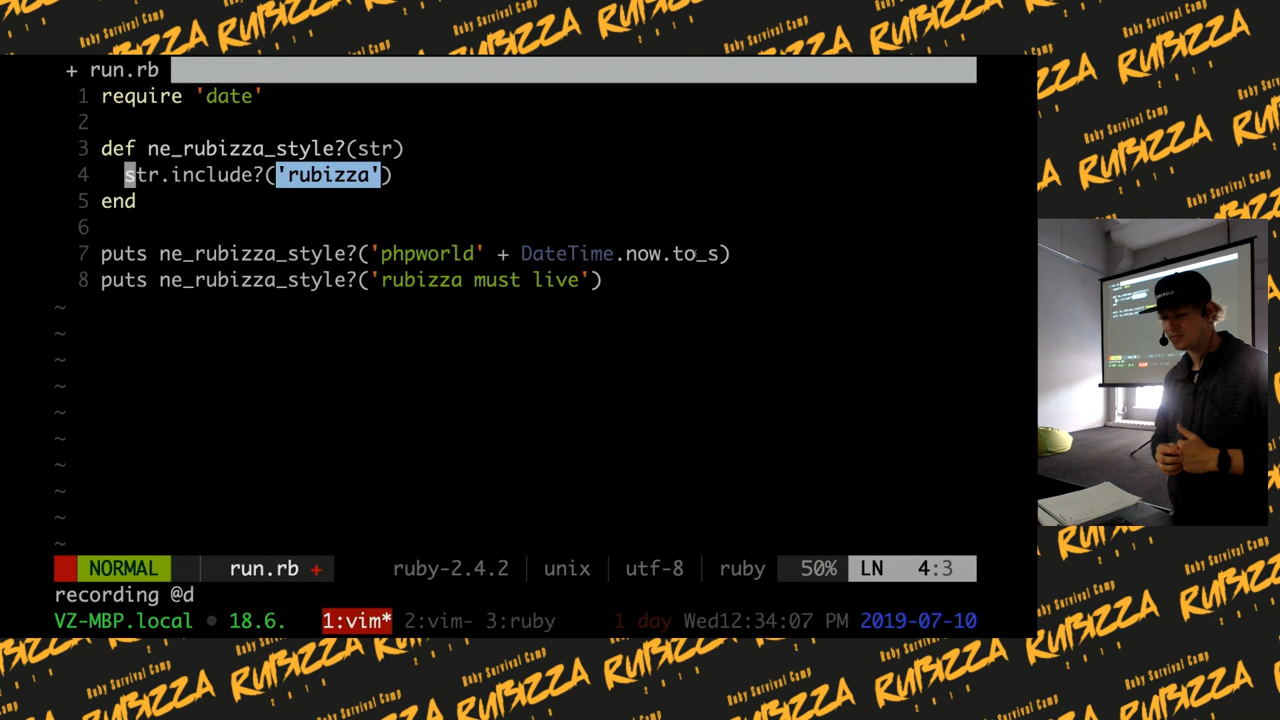 Ruby Survival Camp
RUBIZZA
2019
+ run.rb
1 require 'date'
2
3 def ne_rubizza_style?(str)
4 str.include?('rubizza')
5 end
6
7 puts ne_rubizza_style?('phpworld' + DateTime.now.to_s)
8 puts ne_rubizza_style?('rubizza must live')
~
~
~
~
~
~
~
~
~
~
NORMAL run.rb + ruby-2.4.2 unix utf-8 ruby 50% LN 4:3
recording @d
VZ-MBP.local ● 18.6. 1:vim* 2:vim- 3:ruby 1 day Wed12:34:07 PM 2019-07-10